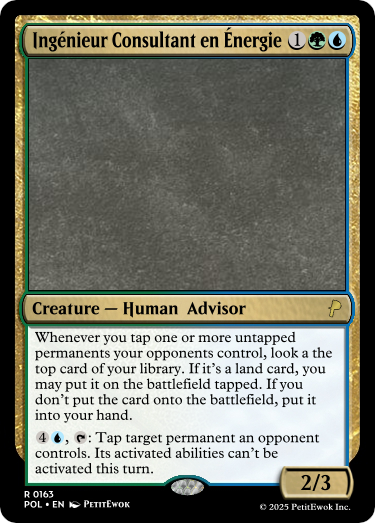 Ingénieur Consultant en Énergie 1
Creature — Human Advisor
Whenever you tap one or more untapped
permanents your opponents control, look a the
top card of your library. If it's a land card, you
may put it on the battlefield tapped. If you
don't put the card onto the battlefield, put it
into your hand.
4, : Tap target permanent an opponent
controls. Its activated abilities can't be
activated this turn.
2/3
R 0163
POL • EN PetitEwok
© 2025 PetitEwok Inc.